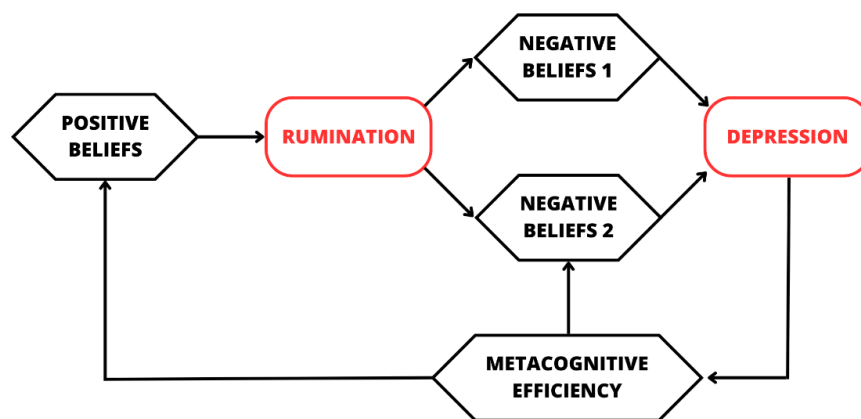 NEGATIVE
BELIEFS 1
POSITIVE
BELIEFS
RUMINATION
DEPRESSION
NEGATIVE
BELIEFS 2
METACOGNITIVE
EFFICIENCY